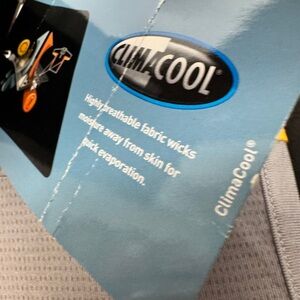 CLIMACOOL®
Highly breathable fabric wicks
moisture away from skin for
quick evaporation.
ClimaCool®